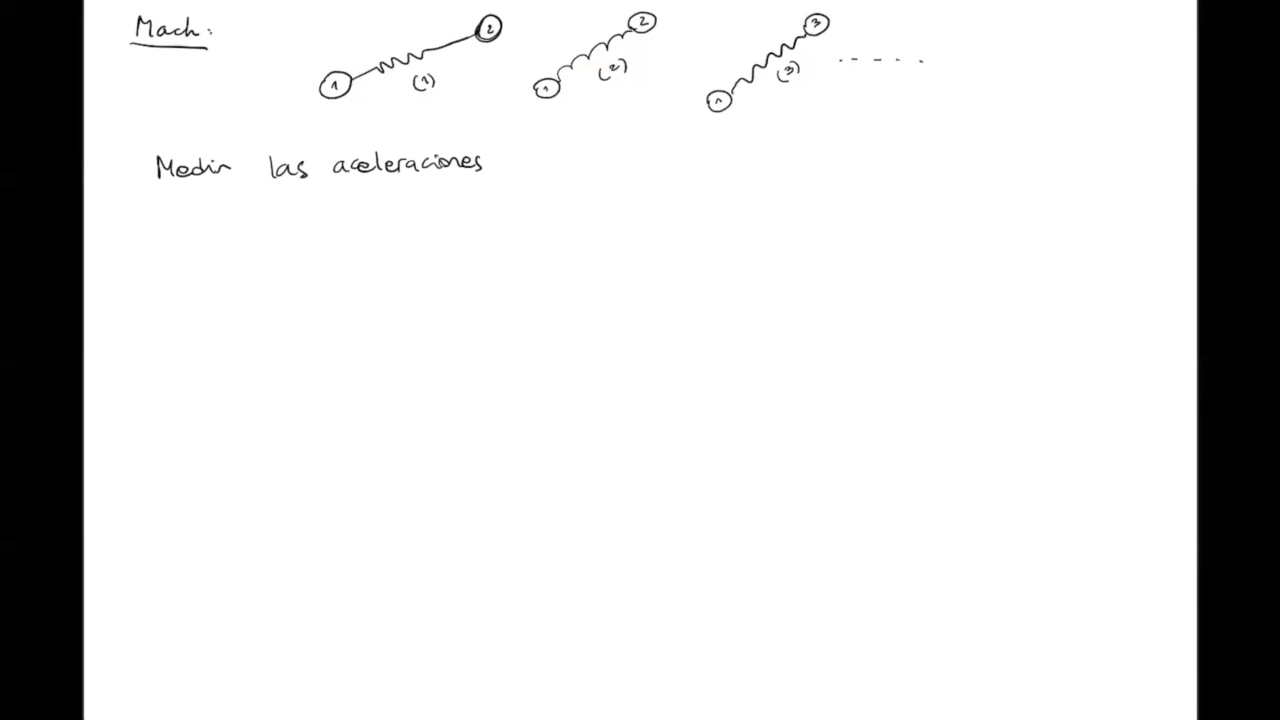 Mach:
1 2 (1)
1 2 (2)
1 3 (3)
Medir las aceleraciones